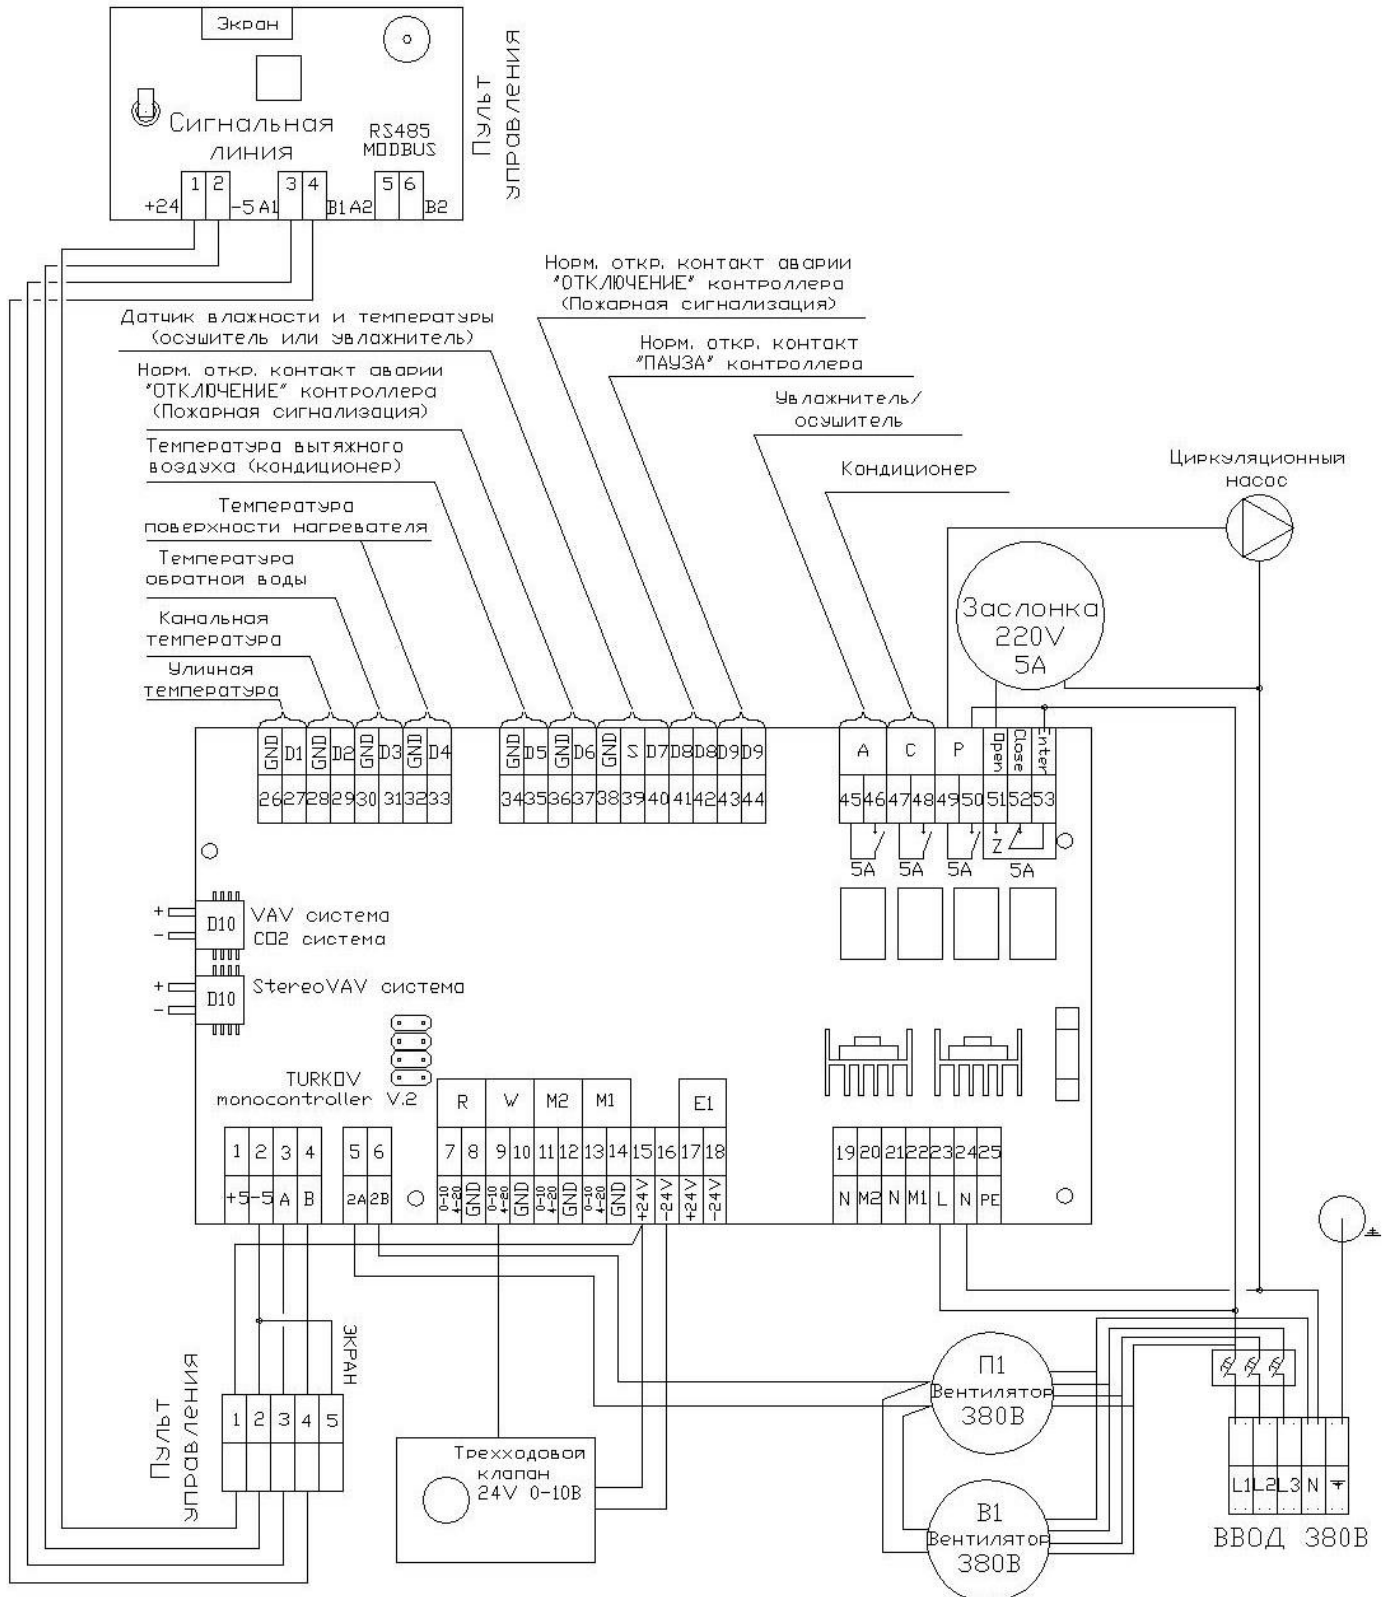 Экран
Сигнальная
линия
RS485
MODBUS
1 2 3 4 5 6
+24 -5 A1 B1 A2 B2
Пульт
управления
Норм. откр. контакт аварии
"ОТКЛЮЧЕНИЕ" контроллера
(Пожарная сигнализация)
Датчик влажности и температуры
(осушитель или увлажнитель)
Норм. откр. контакт
"ПАУЗА" контроллера
Норм. откр. контакт аварии
"ОТКЛЮЧЕНИЕ" контроллера
(Пожарная сигнализация)
Увлажнитель/
осушитель
Температура вытяжного
воздуха (кондиционер)
Кондиционер
Циркуляционный
насос
Температура
поверхности нагревателя
Температура
обратной воды
Канальная
температура
Уличная
температура
Заслонка
220V
5A
GND D1 GND D2 GND D3 GND D4
26 27 28 29 30 31 32 33
GND D5 GND D6 GND S D7 D8 D8 D9 D9
34 35 36 37 38 39 40 41 42 43 44
A C P Open Close Enter
45 46 47 48 49 50 51 52 53
Z
5A 5A 5A 5A
+
-
D10
VAV система
CO2 система
+
-
D10
StereoVAV система
TURKOV
monocontroller V.2
R W M2 M1 E1
1 2 3 4
+5 -5 A B
5 6
2A 2B
7 8 9 10 11 12 13 14 15 16 17 18
0-10 4-20 GND 0-10 4-20 GND 0-10 4-20 GND 0-10 4-20 GND +24V -24V +24V -24V
19 20 21 22 23 24 25
N M2 N M1 L N PE
ЭКРАН
Пульт
управления
1 2 3 4 5
Трехходовой
клапан
24V 0-10В
П1
Вентилятор
380В
В1
Вентилятор
380В
L1 L2 L3 N
ВВОД 380В